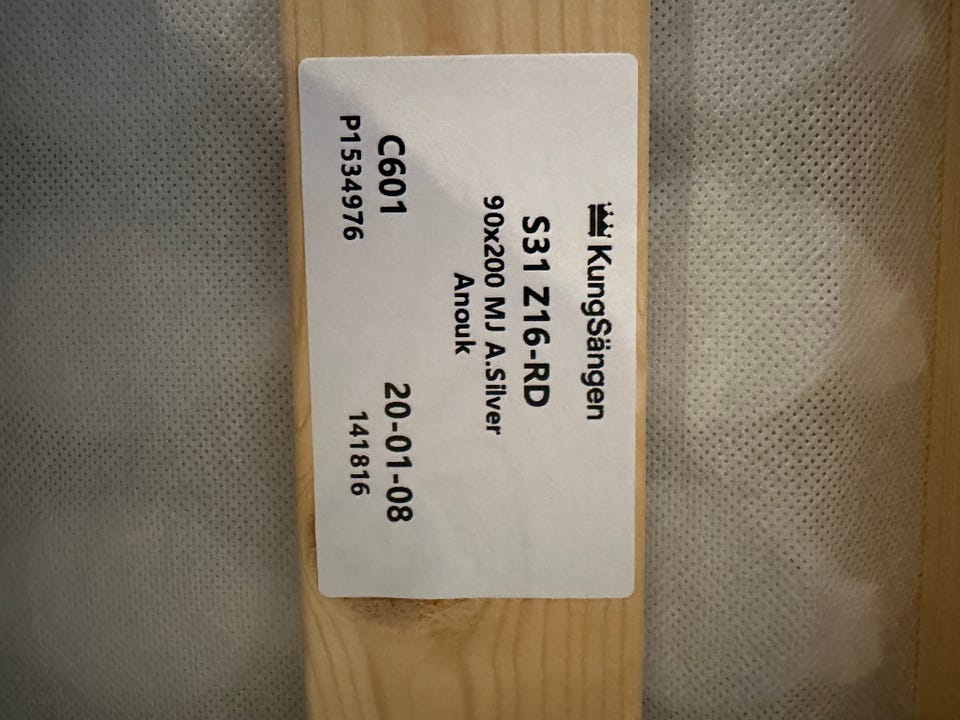 KungSängen
S31 Z16-RD
90x200 MJ A.Silver
Anouk
C601 20-01-08
P1534976 141816